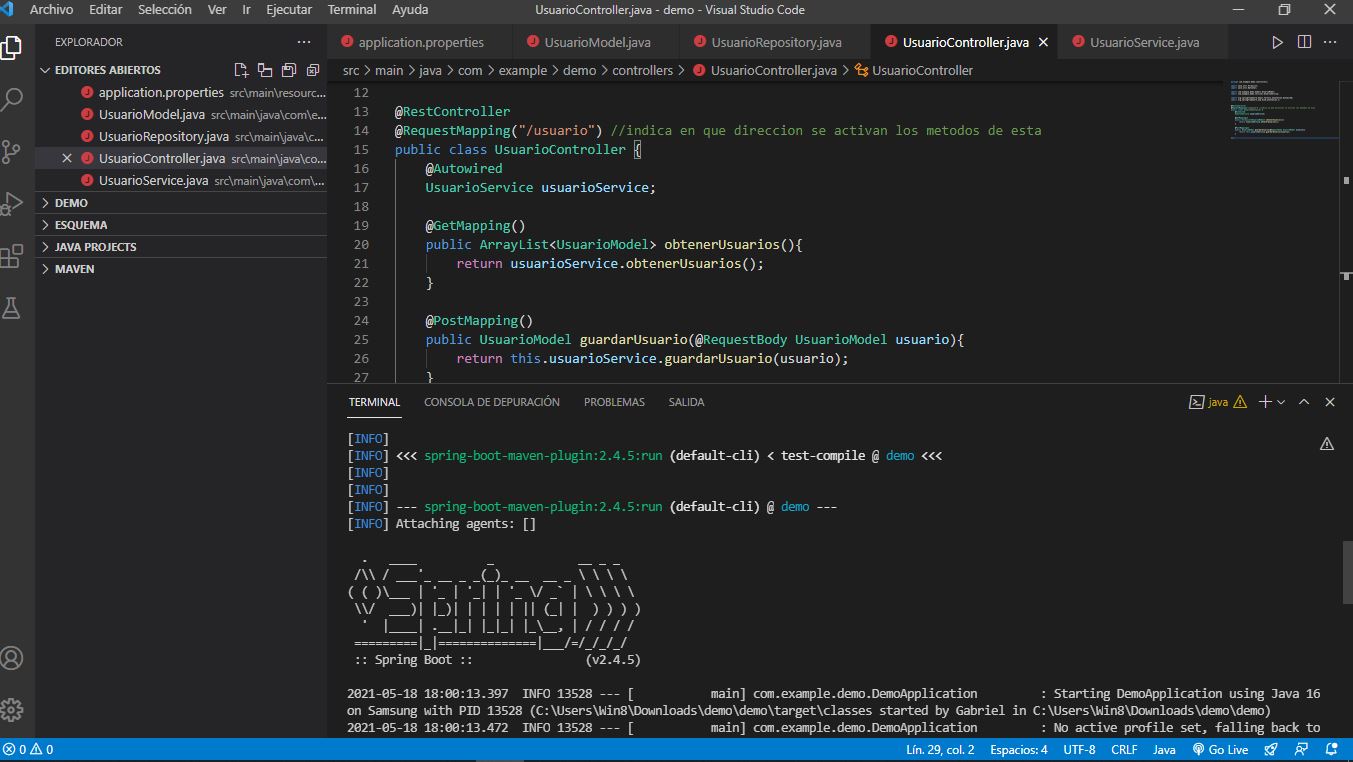 Archivo Editar Selección Ver Ir Ejecutar Terminal Ayuda UsuarioController.java - demo - Visual Studio Code
EXPLORADOR
EDITORES ABIERTOS
application.properties src\main\resourc...
UsuarioModel.java src\main\java\com\e...
UsuarioRepository.java src\main\java\c...
UsuarioController.java src\main\java\co...
UsuarioService.java src\main\java\com\...
DEMO
ESQUEMA
JAVA PROJECTS
MAVEN
application.properties UsuarioModel.java UsuarioRepository.java UsuarioController.java UsuarioService.java
src > main > java > com > example > demo > controllers > UsuarioController.java > UsuarioController
12
13 @RestController
14 @RequestMapping("/usuario") //indica en que direccion se activan los metodos de esta
15 public class UsuarioController {
16 @Autowired
17 UsuarioService usuarioService;
18
19 @GetMapping()
20 public ArrayList<UsuarioModel> obtenerUsuarios(){
21 return usuarioService.obtenerUsuarios();
22 }
23
24 @PostMapping()
25 public UsuarioModel guardarUsuario(@RequestBody UsuarioModel usuario){
26 return this.usuarioService.guardarUsuario(usuario);
27 }
TERMINAL CONSOLA DE DEPURACIÓN PROBLEMAS SALIDA java
[INFO]
[INFO] <<< spring-boot-maven-plugin:2.4.5:run (default-cli) < test-compile @ demo <<<
[INFO]
[INFO]
[INFO] --- spring-boot-maven-plugin:2.4.5:run (default-cli) @ demo ---
[INFO] Attaching agents: []
Spring
:: Spring Boot :: (v2.4.5)
2021-05-18 18:00:13.397 INFO 13528 --- [ main] com.example.demo.DemoApplication : Starting DemoApplication using Java 16
on Samsung with PID 13528 (C:\Users\Win8\Downloads\demo\demo\target\classes started by Gabriel in C:\Users\Win8\Downloads\demo\demo)
2021-05-18 18:00:13.472 INFO 13528 --- [ main] com.example.demo.DemoApplication : No active profile set, falling back to
0 0 Lín. 29, col. 2 Espacios: 4 UTF-8 CRLF Java Go Live